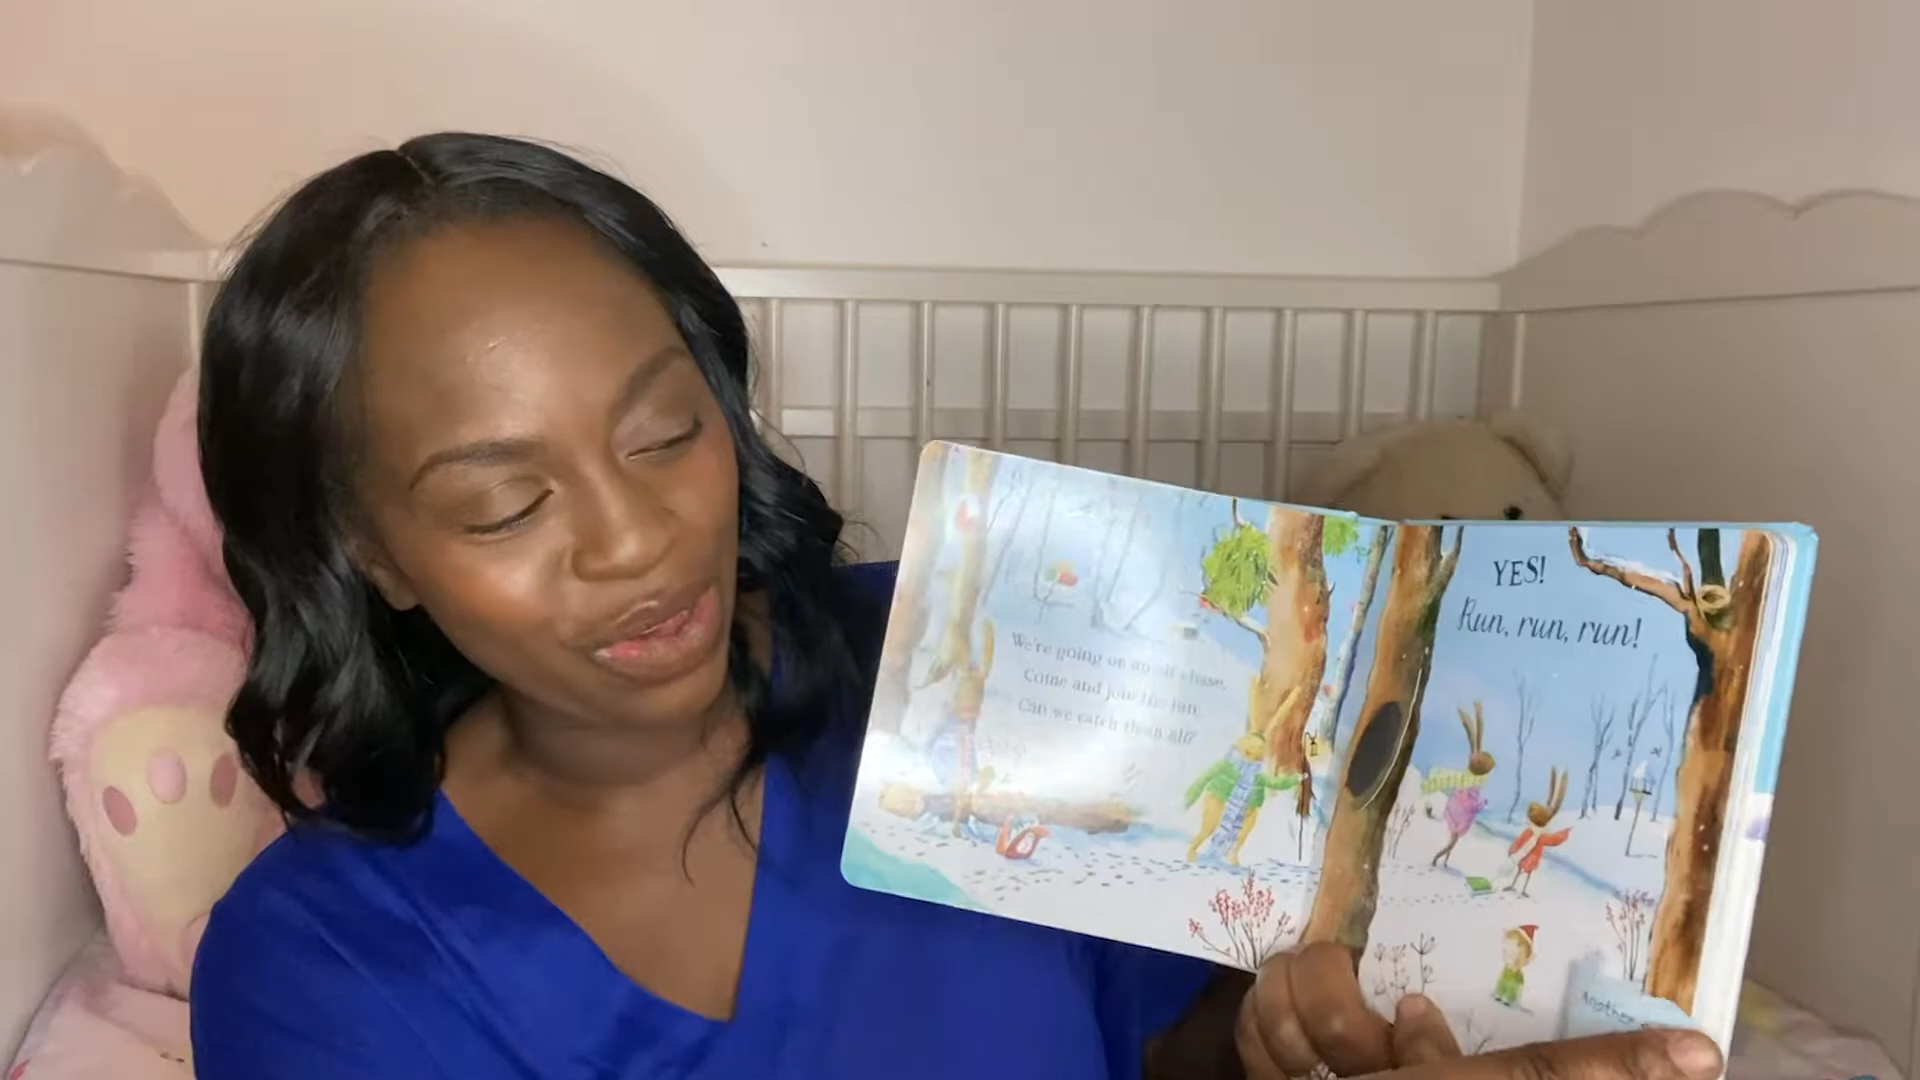 We're going on an elf chase.
Come and join the fun.
Can we catch them all?
YES!
Run, run, run!
Another